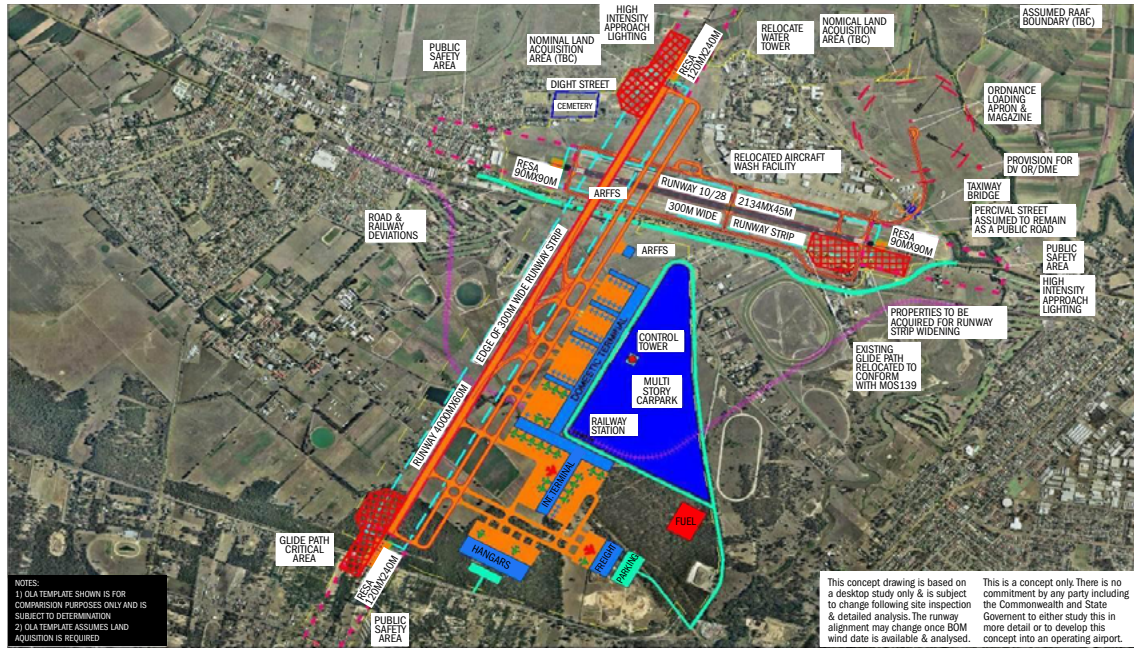 HIGH
INTENSITY
APPROACH
LIGHTING
ASSUMED RAAF
BOUNDARY (TBC)
NOMINAL LAND
ACQUISITION
AREA (TBC)
RELOCATE
WATER
TOWER
NOMICAL LAND
ACQUISITION
AREA (TBC)
PUBLIC
SAFETY
AREA
RESA
120MX240M
DIGHT STREET
CEMETERY
ORDNANCE
LOADING
APRON &
MAGAZINE
RESA
90MX90M
RELOCATED AIRCRAFT
WASH FACILITY
PROVISION FOR
DV OR/DME
ARFFS
RUNWAY 10/28
2134MX45M
300M WIDE
RUNWAY STRIP
TAXIWAY
BRIDGE
PERCIVAL STREET
ASSUMED TO REMAIN
AS A PUBLIC ROAD
ROAD &
RAILWAY
DEVIATIONS
RESA
90MX90M
ARFFS
PUBLIC
SAFETY
AREA
HIGH
INTENSITY
APPROACH
LIGHTING
EDGE OF 300M WIDE RUNWAY STRIP
PROPERTIES TO BE
ACQUIRED FOR RUNWAY
STRIP WIDENING
DOMESTIC TERMINAL
CONTROL
TOWER
EXISTING
GLIDE PATH
RELOCATED TO
CONFORM
WITH MOS139
MULTI
STORY
CARPARK
RUNWAY 4000MX60M
RAILWAY
STATION
INT. TERMINAL
FUEL
GLIDE PATH
CRITICAL
AREA
HANGARS
FREIGHT
PARKING
RESA
120MX240M
PUBLIC
SAFETY
AREA
NOTES:
1) OLA TEMPLATE SHOWN IS FOR
COMPARISION PURPOSES ONLY AND IS
SUBJECT TO DETERMINATION
2) OLA TEMPLATE ASSUMES LAND
AQUISITION IS REQUIRED
This concept drawing is based on
a desktop study only & is subject
to change following site inspection
& detailed analysis. The runway
alignment may change once BOM
wind date is available & analysed.
This is a concept only. There is no
commitment by any party including
the Commonwealth and State
Goverment to either study this in
more detail or to develop this
concept into an operating airport.